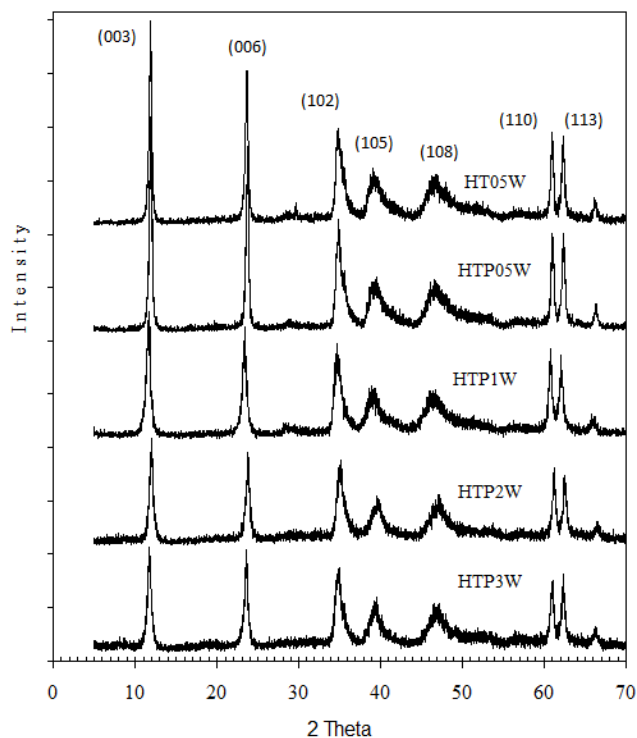 (003)
(006)
(102)
(105)
(108)
(110)
(113)
HT05W
HTP05W
HTP1W
HTP2W
HTP3W
Intensity
0 10 20 30 40 50 60 70
2 Theta